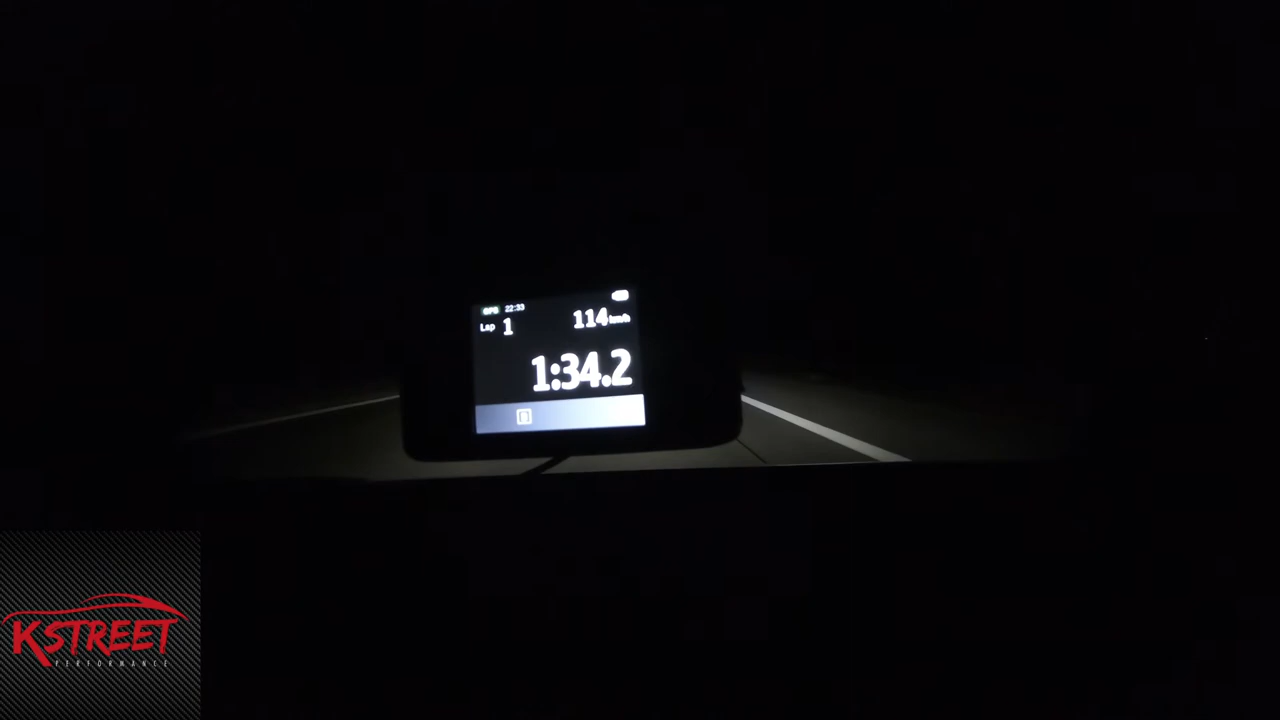 GPS 22:33
Lap 1 114 km/h
1:34.2
KSTREET
PERFORMANCE